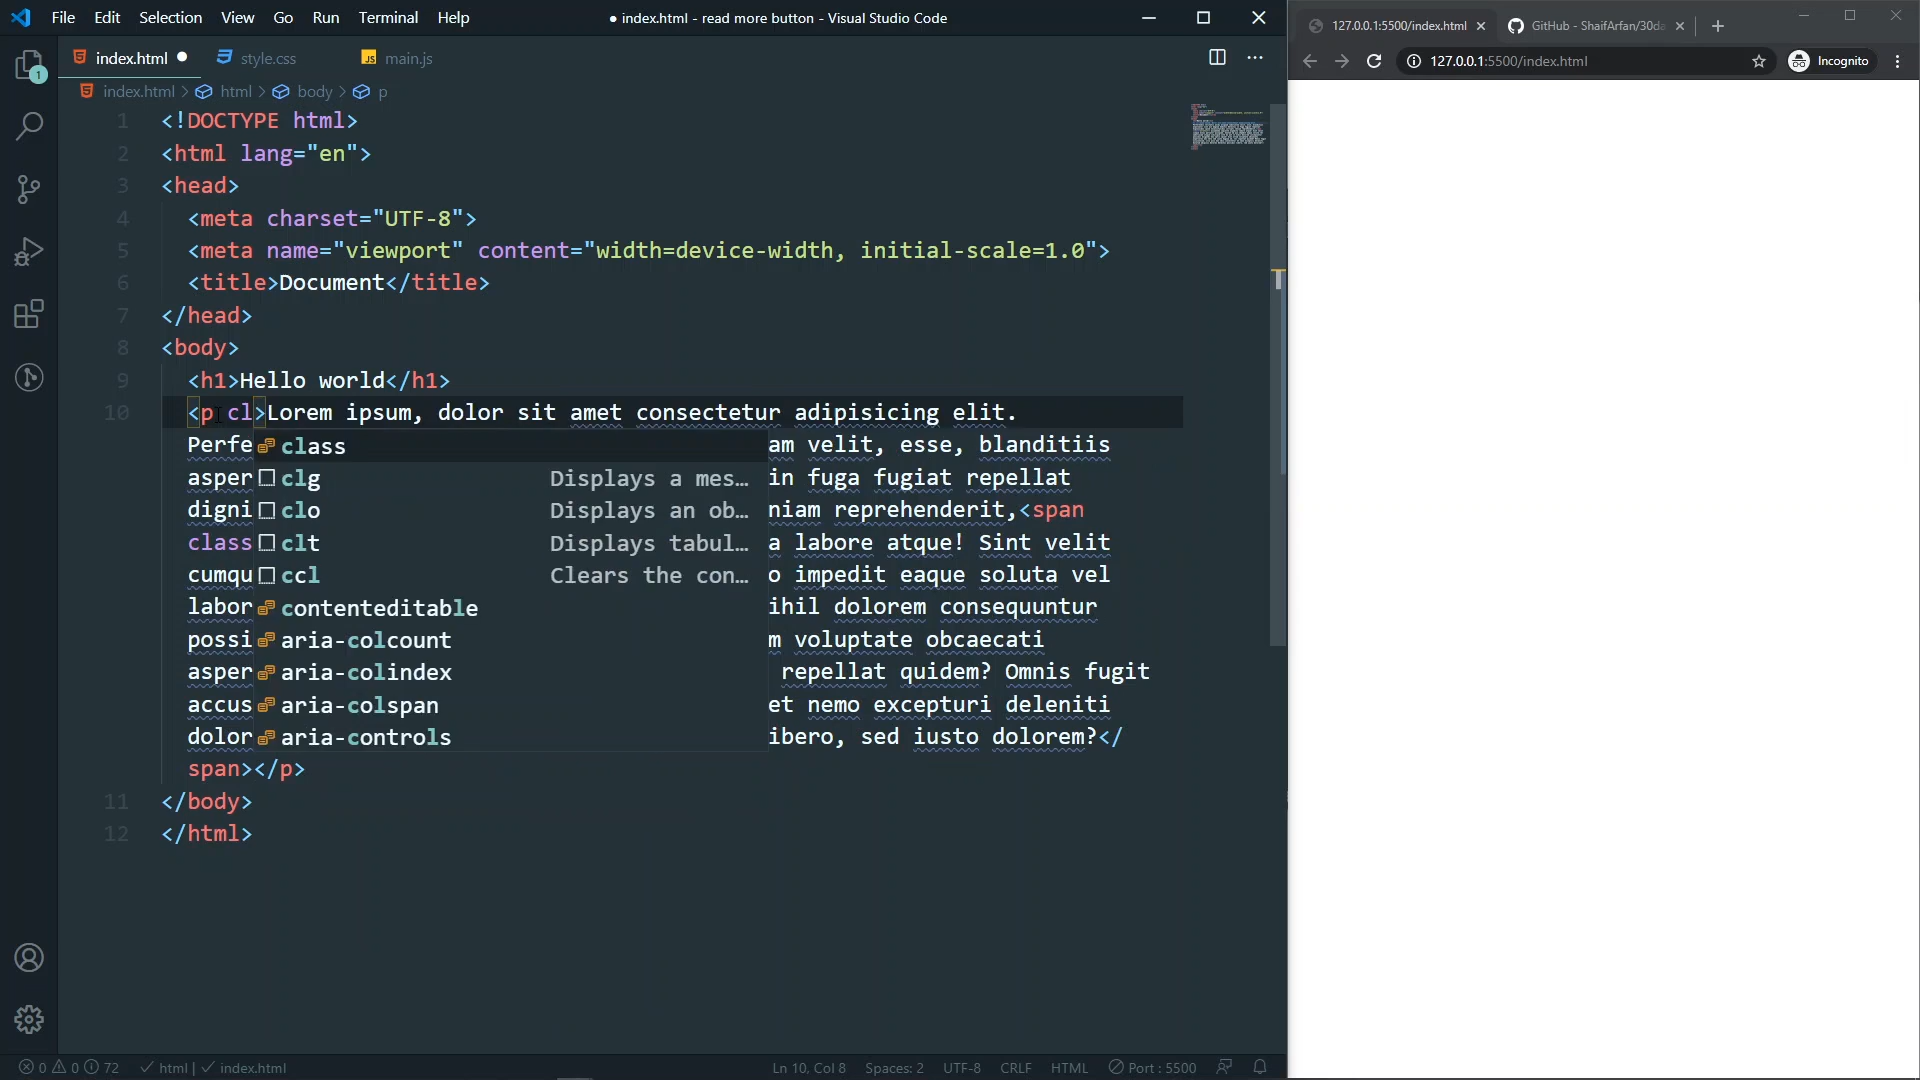 File Edit Selection View Go Run Terminal Help
● index.html - read more button - Visual Studio Code
127.0.0.1:5500/index.html
GitHub - ShaifArfan/30da
index.html
style.css
JS main.js
127.0.0.1:5500/index.html
Incognito
1
index.html > html > body > p
1 <!DOCTYPE html>
2 <html lang="en">
3 <head>
4 <meta charset="UTF-8">
5 <meta name="viewport" content="width=device-width, initial-scale=1.0">
6 <title>Document</title>
7 </head>
8 <body>
9 <h1>Hello world</h1>
10 <p cl>Lorem ipsum, dolor sit amet consectetur adipisicing elit.
Perfe class am velit, esse, blanditiis
asper clg Displays a mes... in fuga fugiat repellat
digni clo Displays an ob... niam reprehenderit,<span
class clt Displays tabul... a labore atque! Sint velit
cumqu ccl Clears the con... o impedit eaque soluta vel
labor contenteditable ihil dolorem consequuntur
possi aria-colcount m voluptate obcaecati
asper aria-colindex repellat quidem? Omnis fugit
accus aria-colspan et nemo excepturi deleniti
dolor aria-controls ibero, sed iusto dolorem?</
span></p>
11 </body>
12 </html>
0 0 72 html | index.html
Ln 10, Col 8 Spaces: 2 UTF-8 CRLF HTML Port : 5500